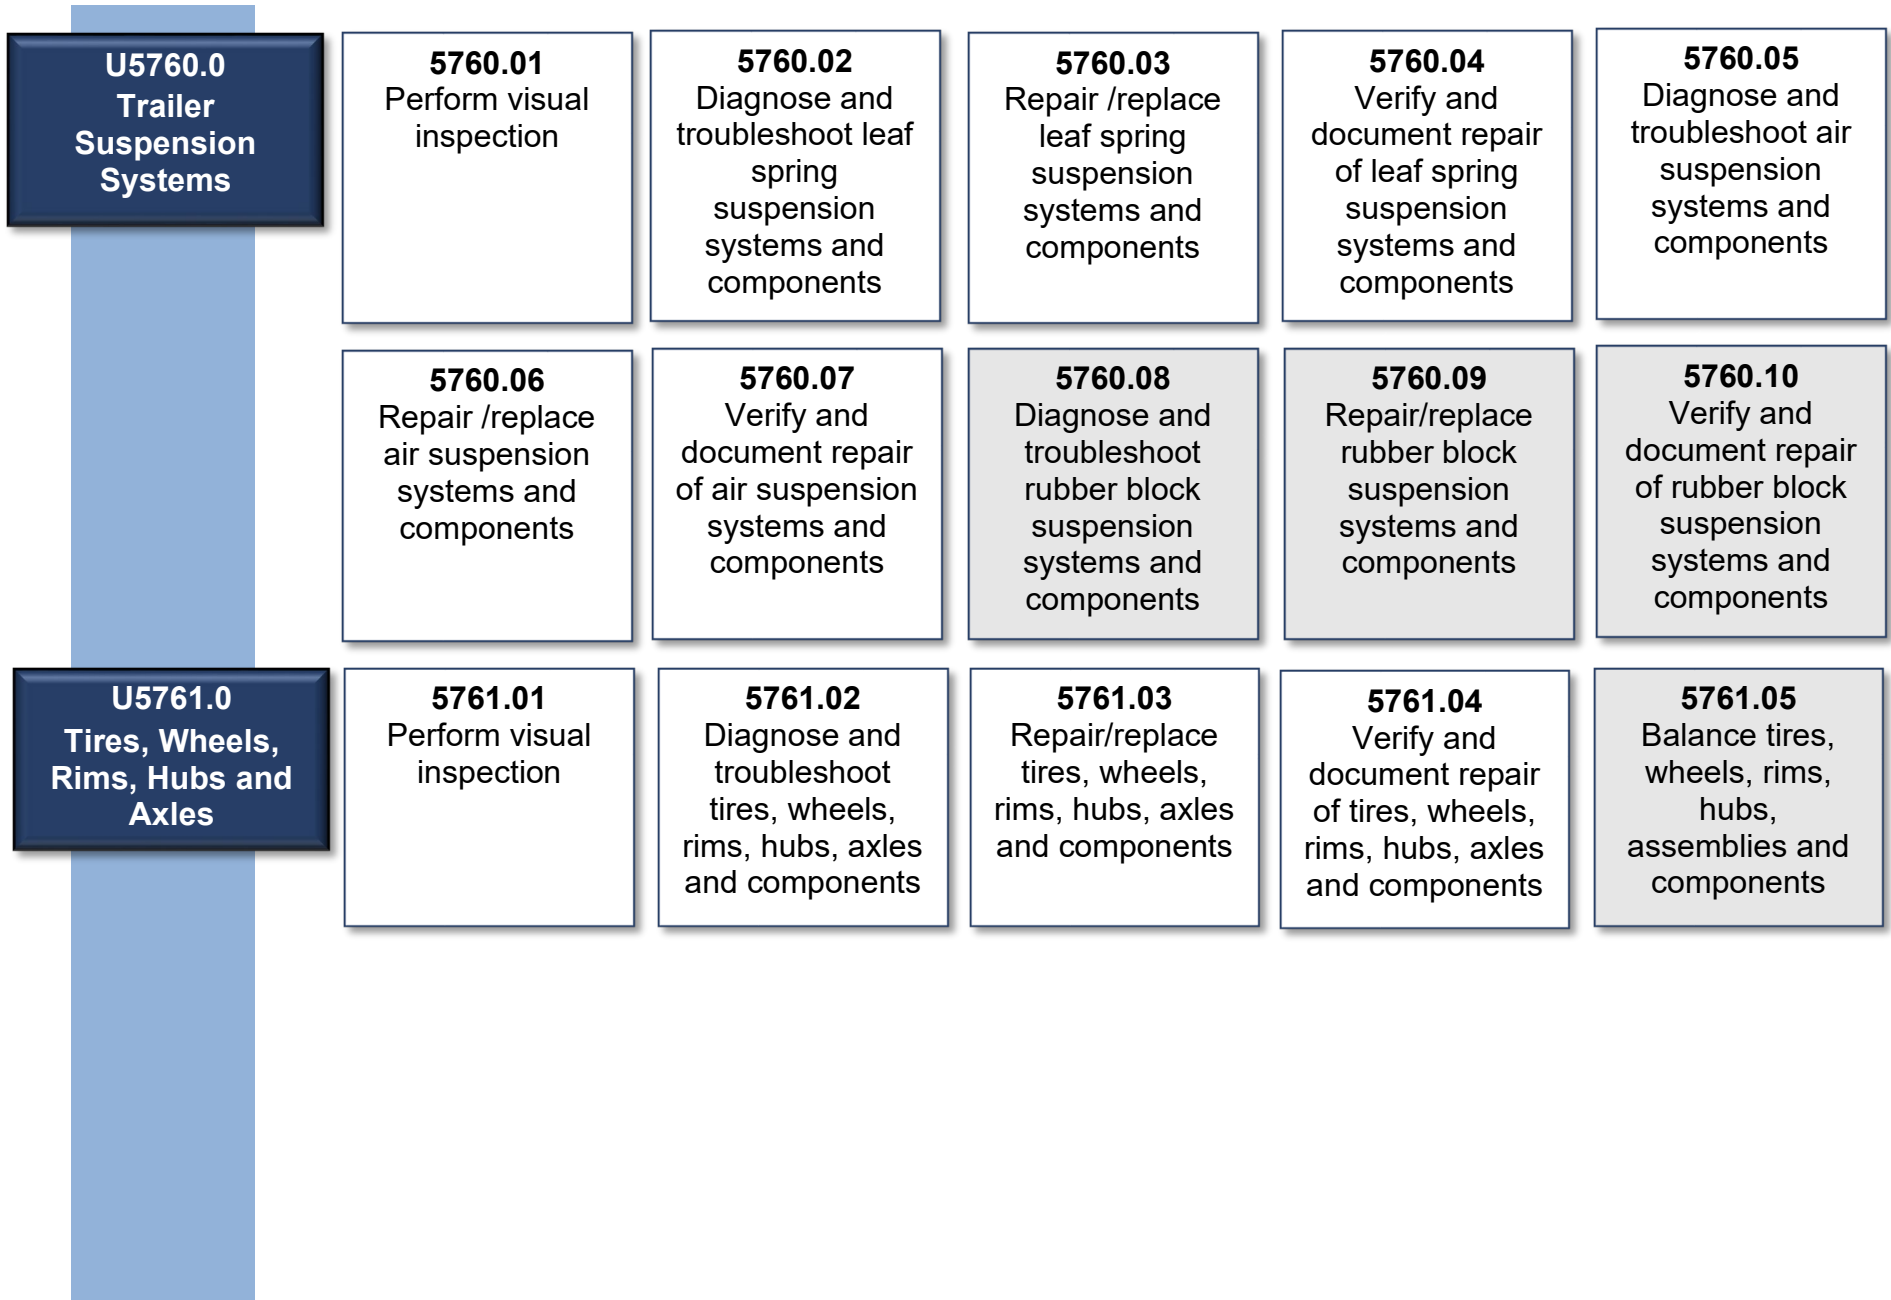 U5760.0
Trailer
Suspension
Systems
5760.01
Perform visual
inspection
5760.02
Diagnose and
troubleshoot leaf
spring
suspension
systems and
components
5760.03
Repair /replace
leaf spring
suspension
systems and
components
5760.04
Verify and
document repair
of leaf spring
suspension
systems and
components
5760.05
Diagnose and
troubleshoot air
suspension
systems and
components
5760.06
Repair /replace
air suspension
systems and
components
5760.07
Verify and
document repair
of air suspension
systems and
components
5760.08
Diagnose and
troubleshoot
rubber block
suspension
systems and
components
5760.09
Repair/replace
rubber block
suspension
systems and
components
5760.10
Verify and
document repair
of rubber block
suspension
systems and
components
U5761.0
Tires, Wheels,
Rims, Hubs and
Axles
5761.01
Perform visual
inspection
5761.02
Diagnose and
troubleshoot
tires, wheels,
rims, hubs, axles
and components
5761.03
Repair/replace
tires, wheels,
rims, hubs, axles
and components
5761.04
Verify and
document repair
of tires, wheels,
rims, hubs, axles
and components
5761.05
Balance tires,
wheels, rims,
hubs,
assemblies and
components